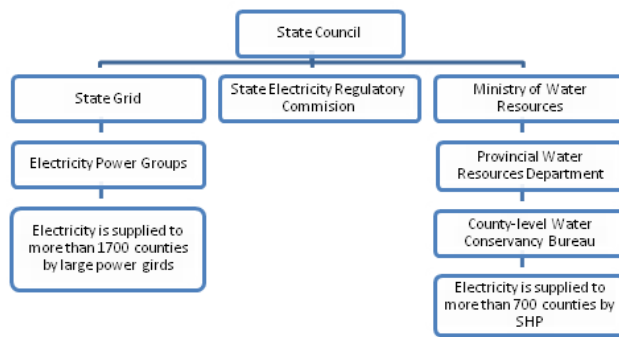 State Council
State Grid
State Electricity Regulatory
Commision
Ministry of Water
Resources
Electricity Power Groups
Provincial Water
Resources Department
Electricity is supplied to
more than 1700 counties
by large power girds
County-level Water
Conservancy Bureau
Electricity is supplied to
more than 700 counties by
SHP